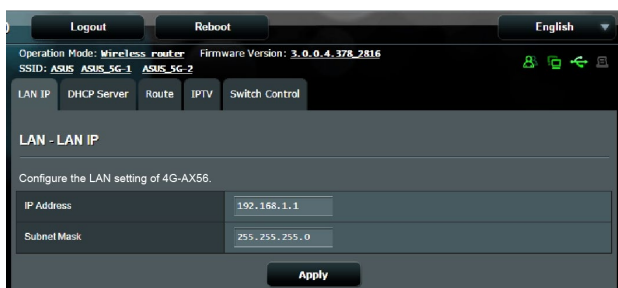 Logout Reboot English
Operation Mode: Wireless router Firmware Version: 3.0.0.4.378_2816
SSID: ASUS ASUS_5G-1 ASUS_5G-2
LAN IP DHCP Server Route IPTV Switch Control
LAN - LAN IP
Configure the LAN setting of 4G-AX56.
IP Address 192.168.1.1
Subnet Mask 255.255.255.0
Apply